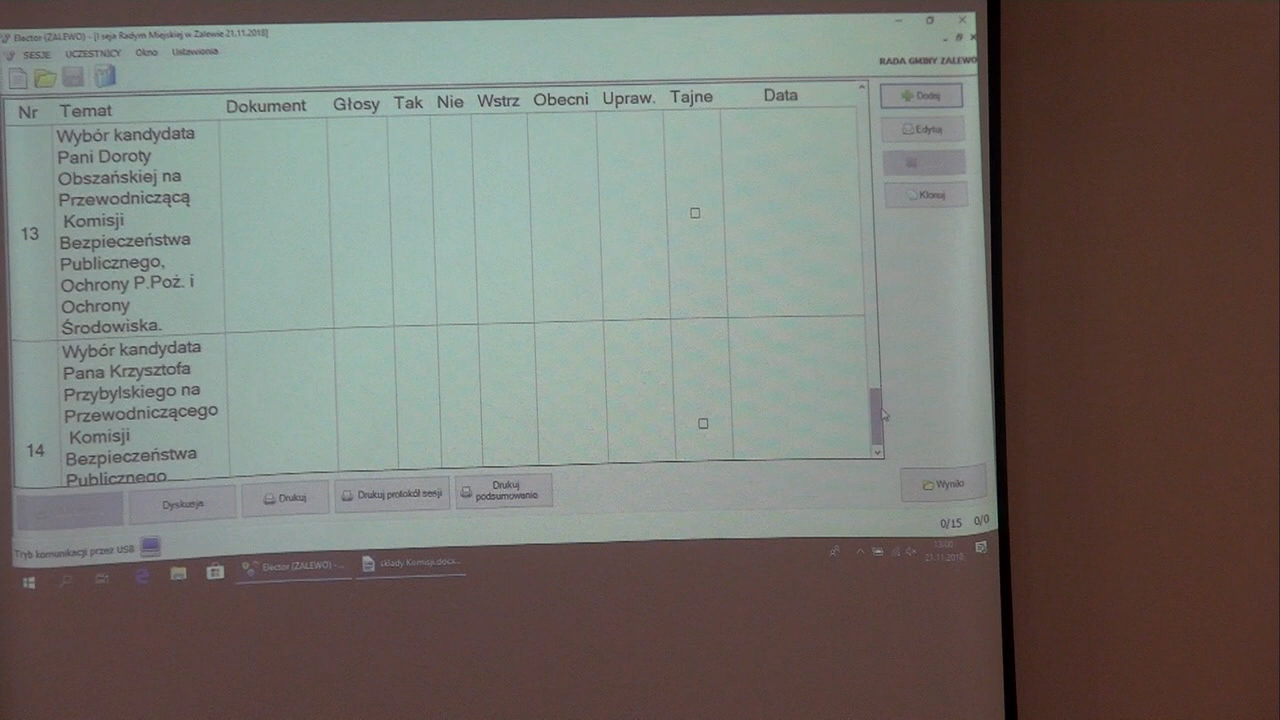 Elector (ZALEWO) - [I sesja Radym Miejskiej w Zalewie 21.11.2018]
SESJE UCZESTNICY Okno Ustawienia
RADA GMINY ZALEWO
Nr Temat Dokument Głosy Tak Nie Wstrz Obecni Upraw. Tajne Data
Dodaj
Edytuj
Klonuj
13
Wybór kandydata
Pani Doroty
Obszańskiej na
Przewodniczącą
Komisji
Bezpieczeństwa
Publicznego,
Ochrony P.Poż. i
Ochrony
Środowiska.
14
Wybór kandydata
Pana Krzysztofa
Przybylskiego na
Przewodniczącego
Komisji
Bezpieczeństwa
Publicznego
Dyskusja
Drukuj
Drukuj protokół sesji
Drukuj
podsumowanie
Wyniki
0/15 0/0
Tryb komunikacji przez USB
Elector (ZALEWO) -...
składy Komisji.docx...
13:00
21.11.2018